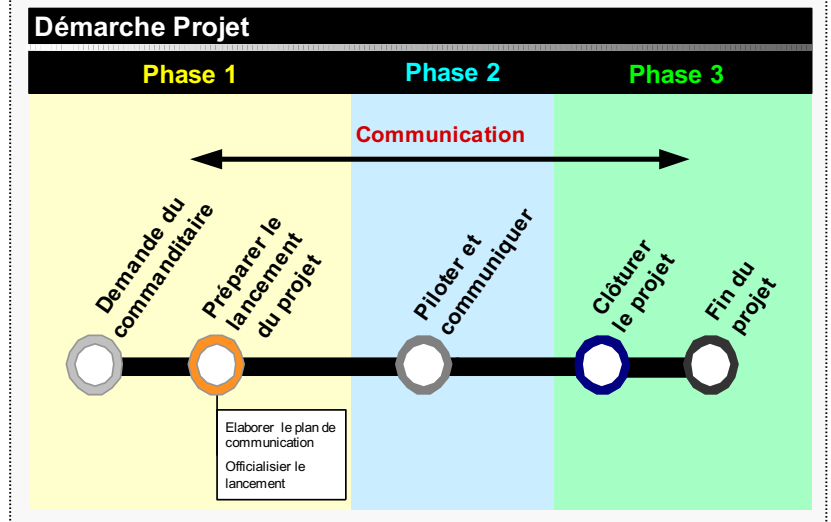 Démarche Projet
Phase 1
Phase 2
Phase 3
Communication
Demande du
commanditaire
Préparer le
lancement
du projet
Piloter et
communiquer
Clôturer
le projet
Fin du
projet
Elaborer le plan de
communication
Officialisier le
lancement